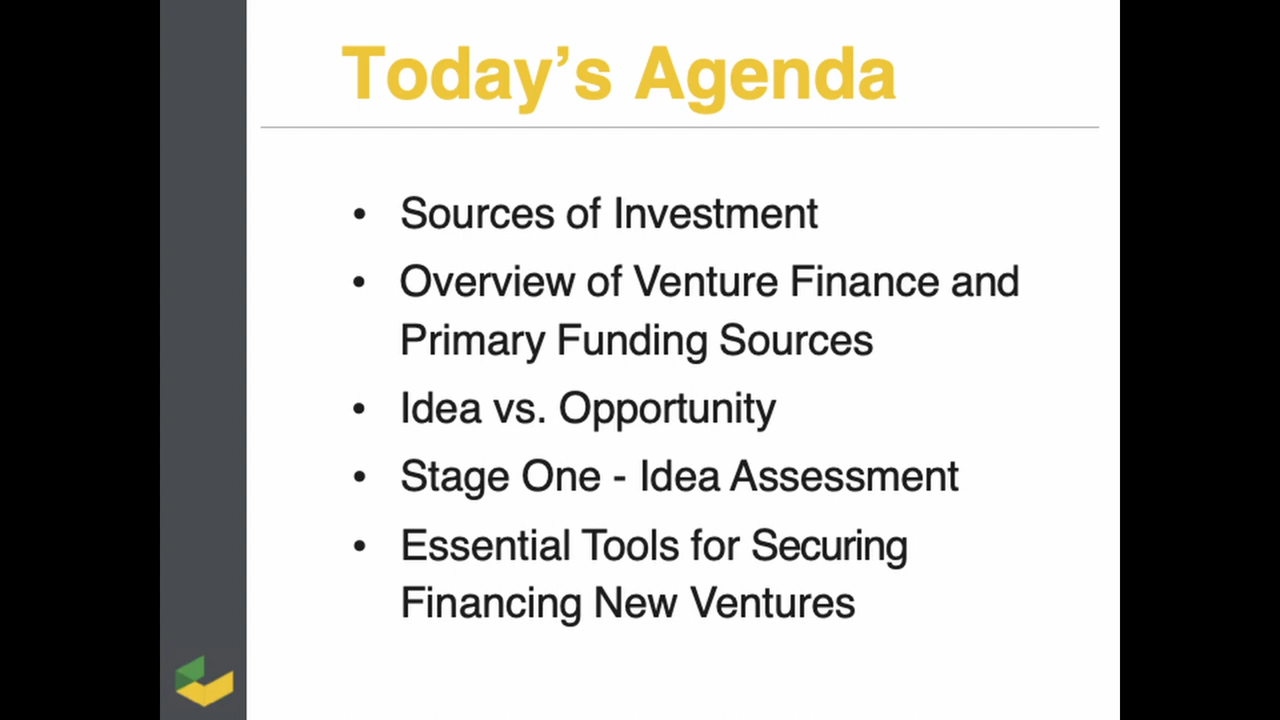 Today’s Agenda
• Sources of Investment
• Overview of Venture Finance and
Primary Funding Sources
• Idea vs. Opportunity
• Stage One - Idea Assessment
• Essential Tools for Securing
Financing New Ventures